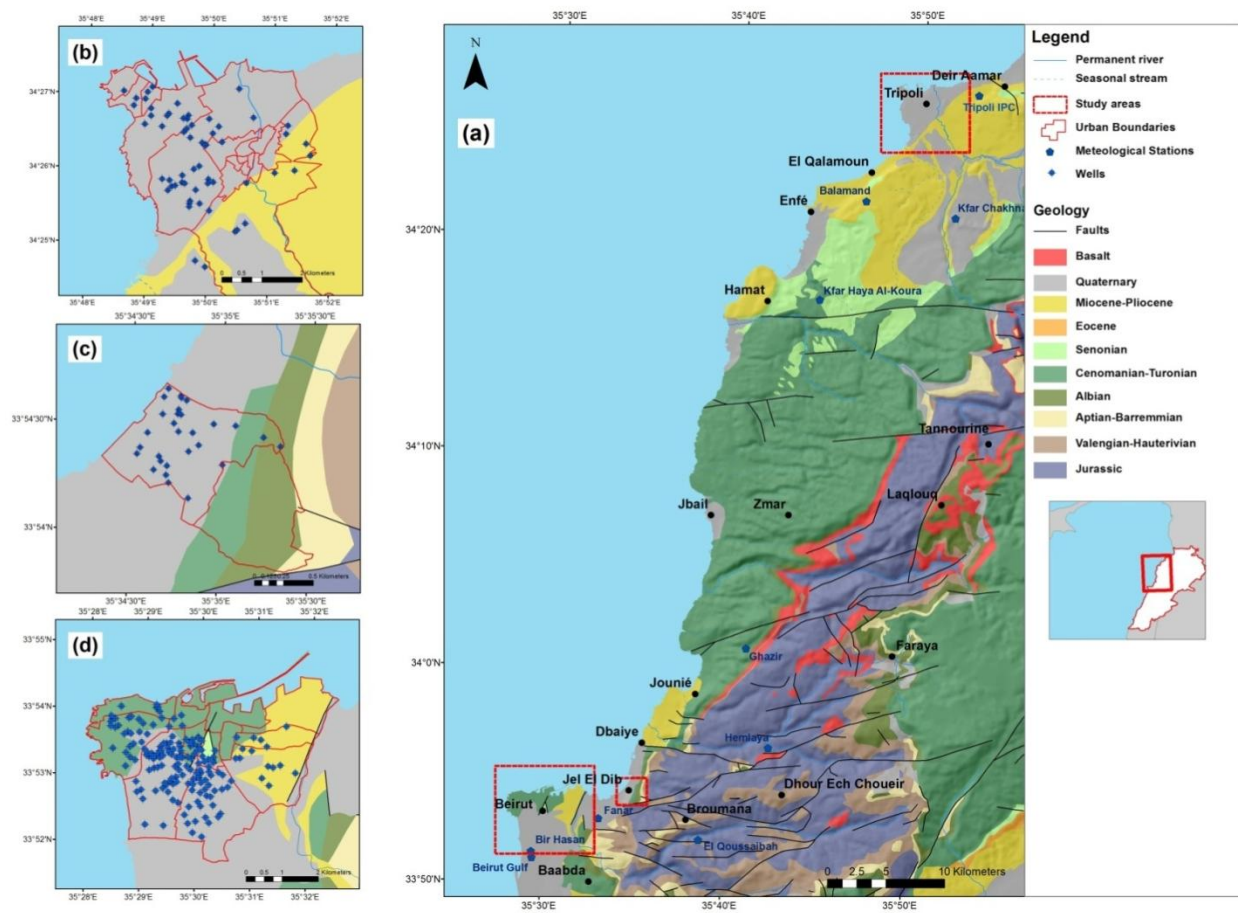 35°48'E 35°49'E 35°50'E 35°51'E 35°52'E
(b)
34°27'N
34°26'N
34°25'N
0 0.5 1 2 Kilometers
35°48'E 35°49'E 35°50'E 35°51'E 35°52'E
35°34'30"E 35°35'E 35°35'30"E
(c)
33°54'30"N
33°54'N
0.5 Kilometers
35°34'30"E 35°35'E 35°35'30"E
35°28'E 35°29'E 35°30'E 35°31'E 35°32'E
(d)
33°55'N
33°54'N
33°53'N
33°52'N
0 0.5 1 2 Kilometers
35°28'E 35°29'E 35°30'E 35°31'E 35°32'E
35°30'E 35°40'E 35°50'E
N
(a)
Deir Aamar
Tripoli
Tripoli IPC
El Qalamoun
Balamand
Enfé
Kfar Chakhna
34°20'N
Hamat
Kfar Haya Al-Koura
34°10'N
Tannourine
Laqlouq
Jbail
Zmar
34°0'N
Ghazir
Faraya
Jounié
Dbaiye
Hemlaya
Jel El Dib
Dhour Ech Choueir
Beirut
Fanar
Broumana
Bir Hasan
El Qoussaibah
Beirut Gulf
Baabda
33°50'N
0 2.5 5 10 Kilometers
35°30'E 35°40'E 35°50'E
Legend
Permanent river
Seasonal stream
Study areas
Urban Boundaries
Meteological Stations
Wells
Geology
Faults
Basalt
Quaternary
Miocene-Pliocene
Eocene
Senonian
Cenomanian-Turonian
Albian
Aptian-Barremmian
Valengian-Hauterivian
Jurassic